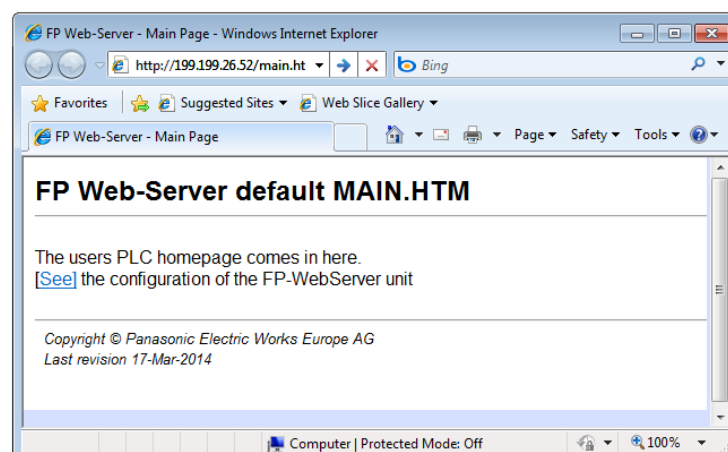 FP Web-Server - Main Page - Windows Internet Explorer
http://199.199.26.52/main.ht
Bing
Favorites Suggested Sites Web Slice Gallery
FP Web-Server - Main Page Page Safety Tools
FP Web-Server default MAIN.HTM
The users PLC homepage comes in here.
[See] the configuration of the FP-WebServer unit
Copyright © Panasonic Electric Works Europe AG
Last revision 17-Mar-2014
Computer | Protected Mode: Off 100%